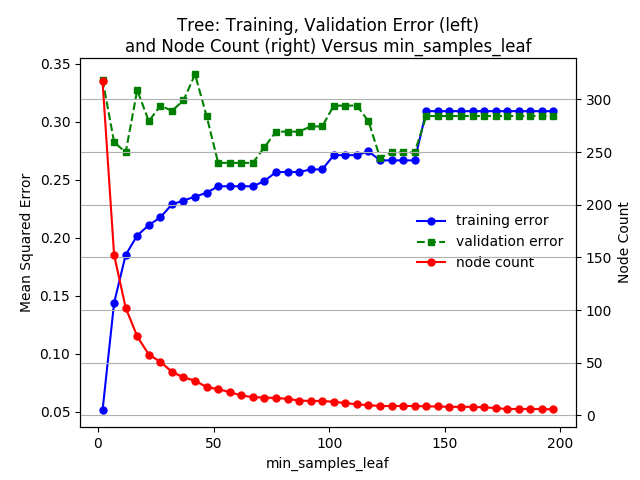 Tree: Training, Validation Error (left)
and Node Count (right) Versus min_samples_leaf
0.35
0.30
0.25
0.20
0.15
0.10
0.05
Mean Squared Error
300
250
200
150
100
50
0
Node Count
training error
validation error
node count
0
50
100
150
200
min_samples_leaf